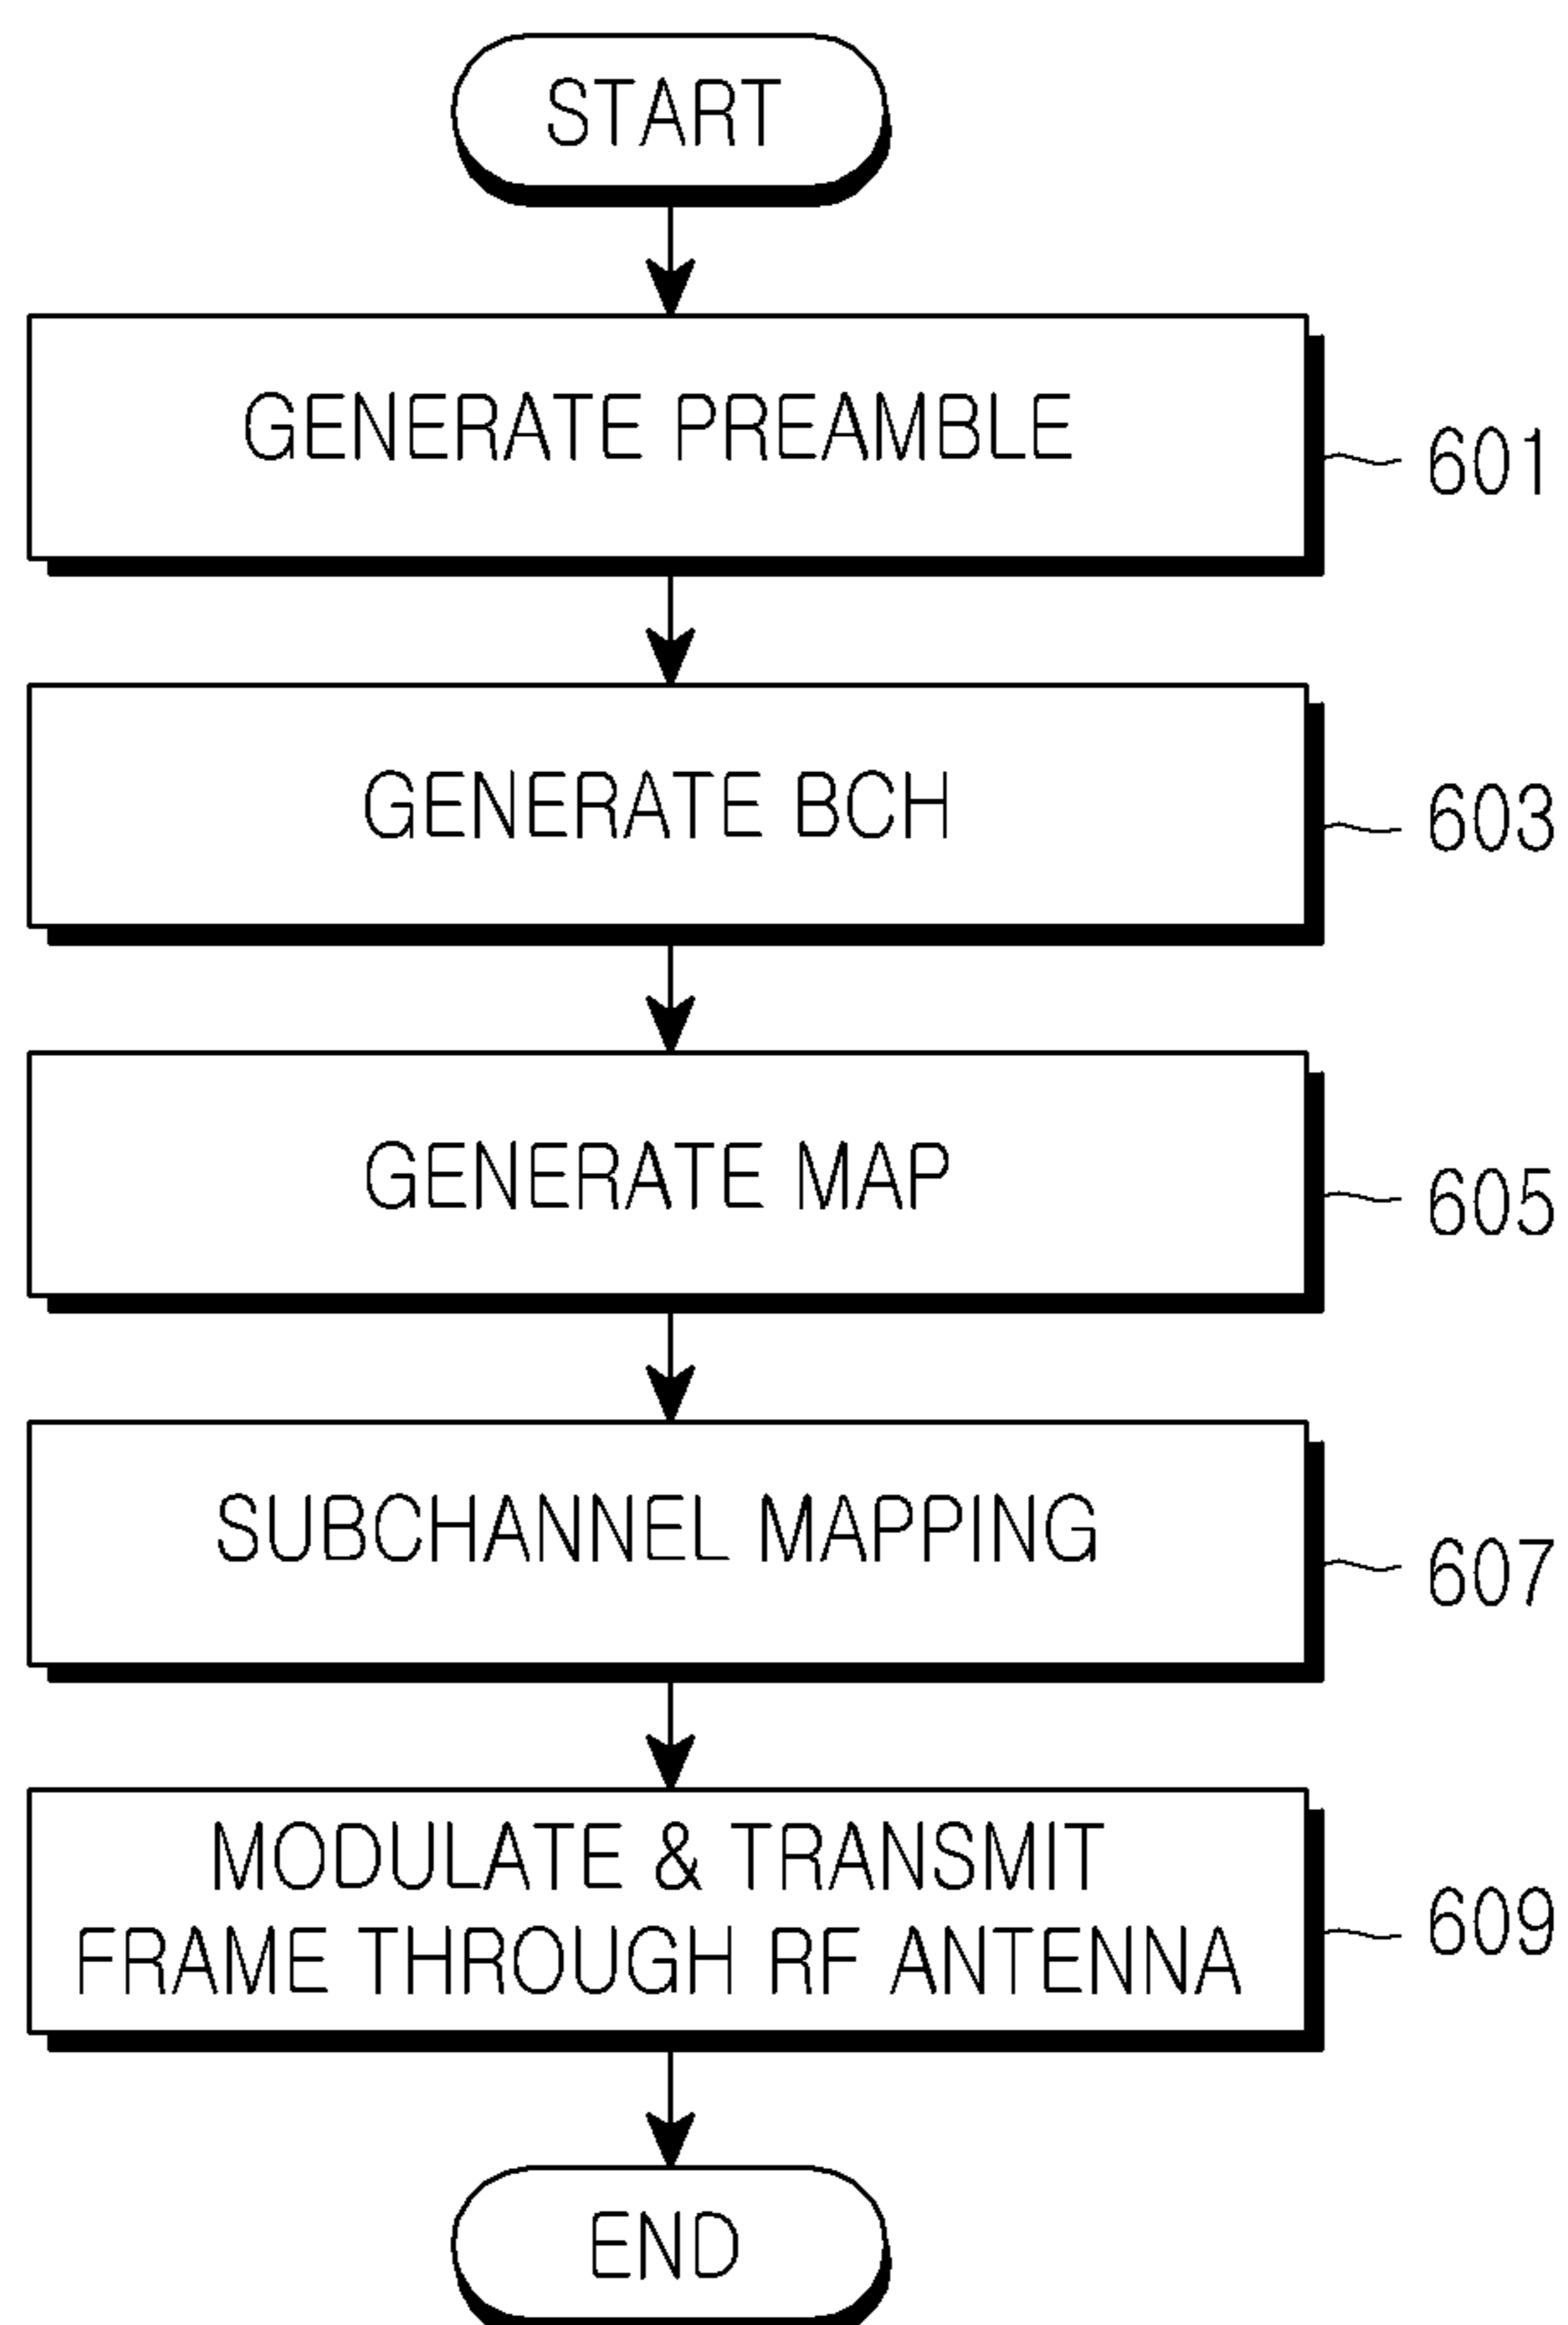 START
GENERATE PREAMBLE
601
GENERATE BCH
603
GENERATE MAP
605
SUBCHANNEL MAPPING
607
MODULATE & TRANSMIT
FRAME THROUGH RF ANTENNA
609
END